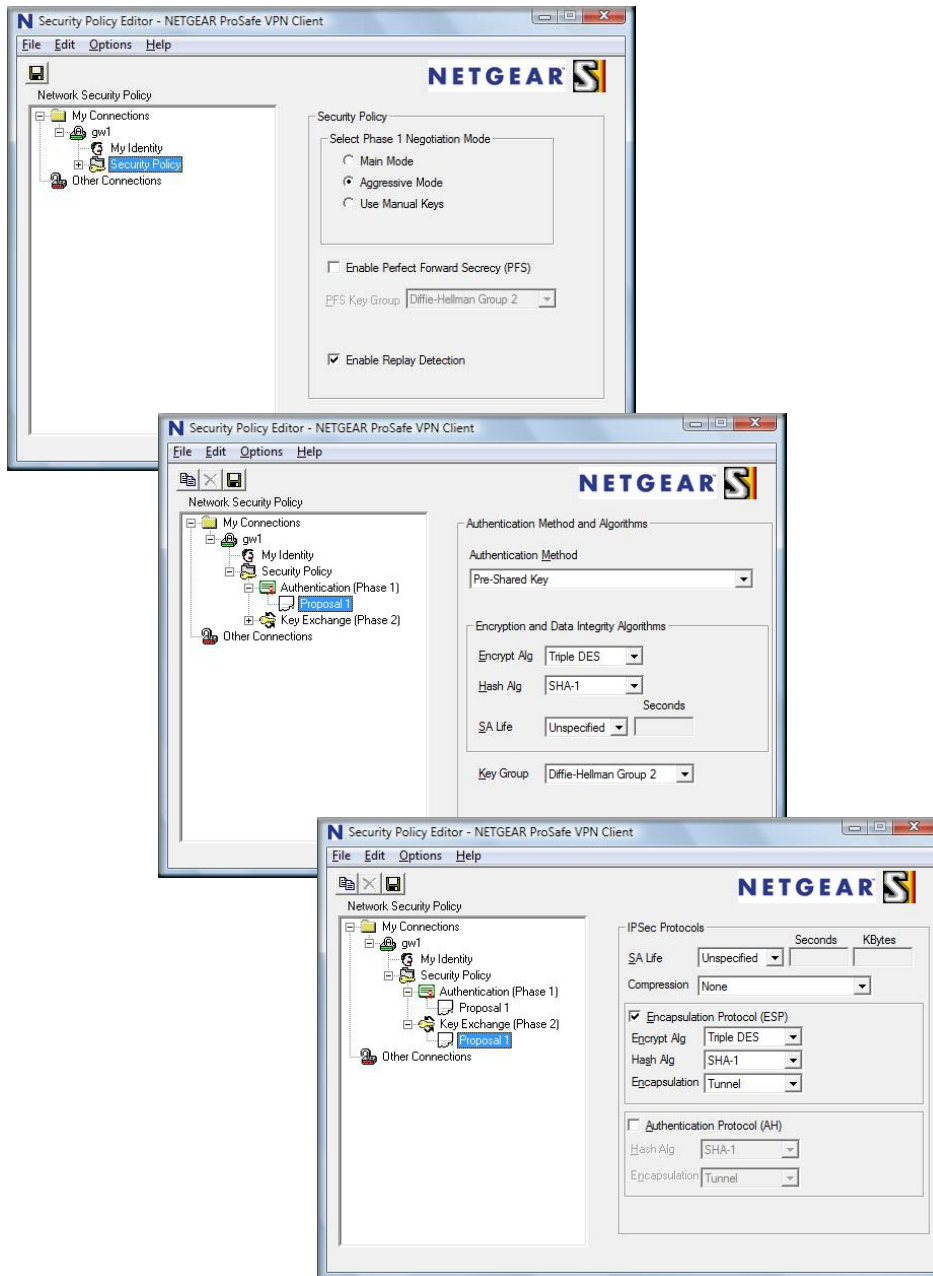 N Security Policy Editor - NETGEAR ProSafe VPN Client
File Edit Options Help
NETGEAR S
Network Security Policy
My Connections
gw1
My Identity
Security Policy
Other Connections
Security Policy
Select Phase 1 Negotiation Mode
Main Mode
Aggressive Mode
Use Manual Keys
Enable Perfect Forward Secrecy (PFS)
PFS Key Group Diffie-Hellman Group 2
Enable Replay Detection
N Security Policy Editor - NETGEAR ProSafe VPN Client
File Edit Options Help
NETGEAR S
Network Security Policy
My Connections
gw1
My Identity
Security Policy
Authentication (Phase 1)
Proposal 1
Key Exchange (Phase 2)
Other Connections
Authentication Method and Algorithms
Authentication Method
Pre-Shared Key
Encryption and Data Integrity Algorithms
Encrypt Alg Triple DES
Hash Alg SHA-1
Seconds
SA Life Unspecified
Key Group Diffie-Hellman Group 2
N Security Policy Editor - NETGEAR ProSafe VPN Client
File Edit Options Help
NETGEAR S
Network Security Policy
My Connections
gw1
My Identity
Security Policy
Authentication (Phase 1)
Proposal 1
Key Exchange (Phase 2)
Proposal 1
Other Connections
IPSec Protocols
Seconds KBytes
SA Life Unspecified
Compression None
Encapsulation Protocol (ESP)
Encrypt Alg Triple DES
Hash Alg SHA-1
Encapsulation Tunnel
Authentication Protocol (AH)
Hash Alg SHA-1
Encapsulation Tunnel